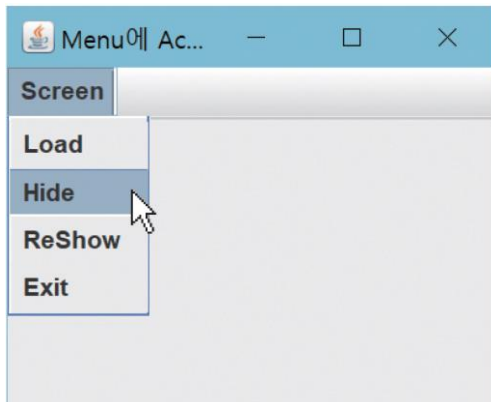 Menu에 Ac...
Screen
Load
Hide
ReShow
Exit